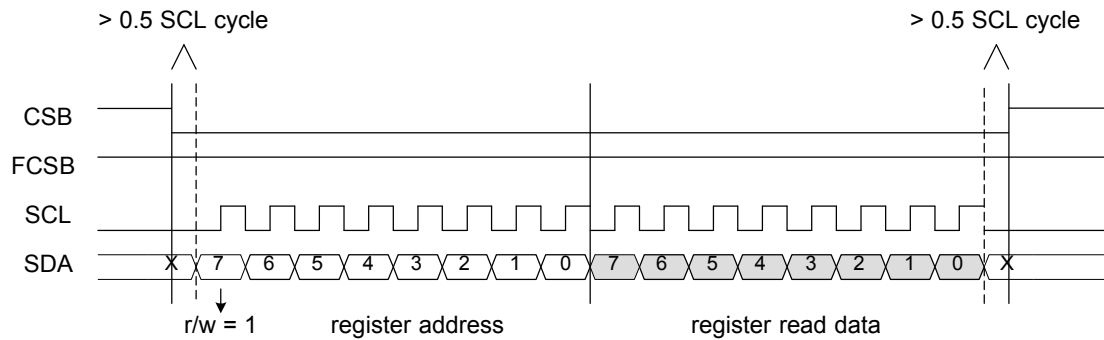 > 0.5 SCL cycle > 0.5 SCL cycle
CSB
FCSB
SCL
SDA X 7 6 5 4 3 2 1 0 7 6 5 4 3 2 1 0 X
r/w = 1 register address register read data